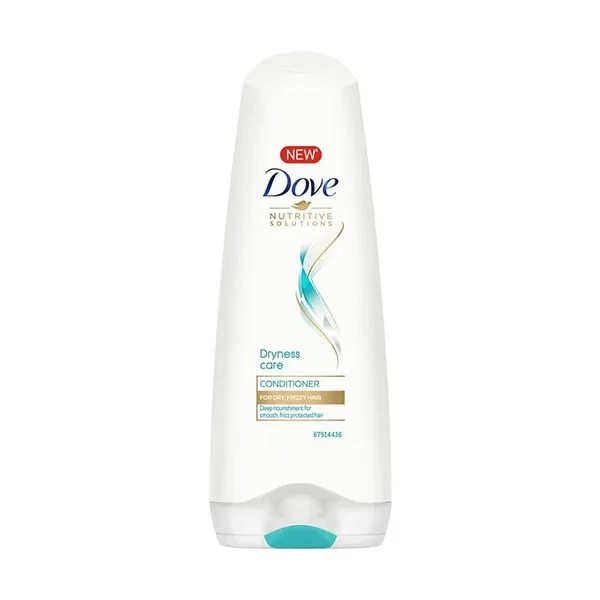 NEW*
Dove
NUTRITIVE
SOLUTIONS
Dryness
care
CONDITIONER
FOR DRY, FRIZZY HAIR
Deep nourishment for
smooth, frizz protected hair
67514436